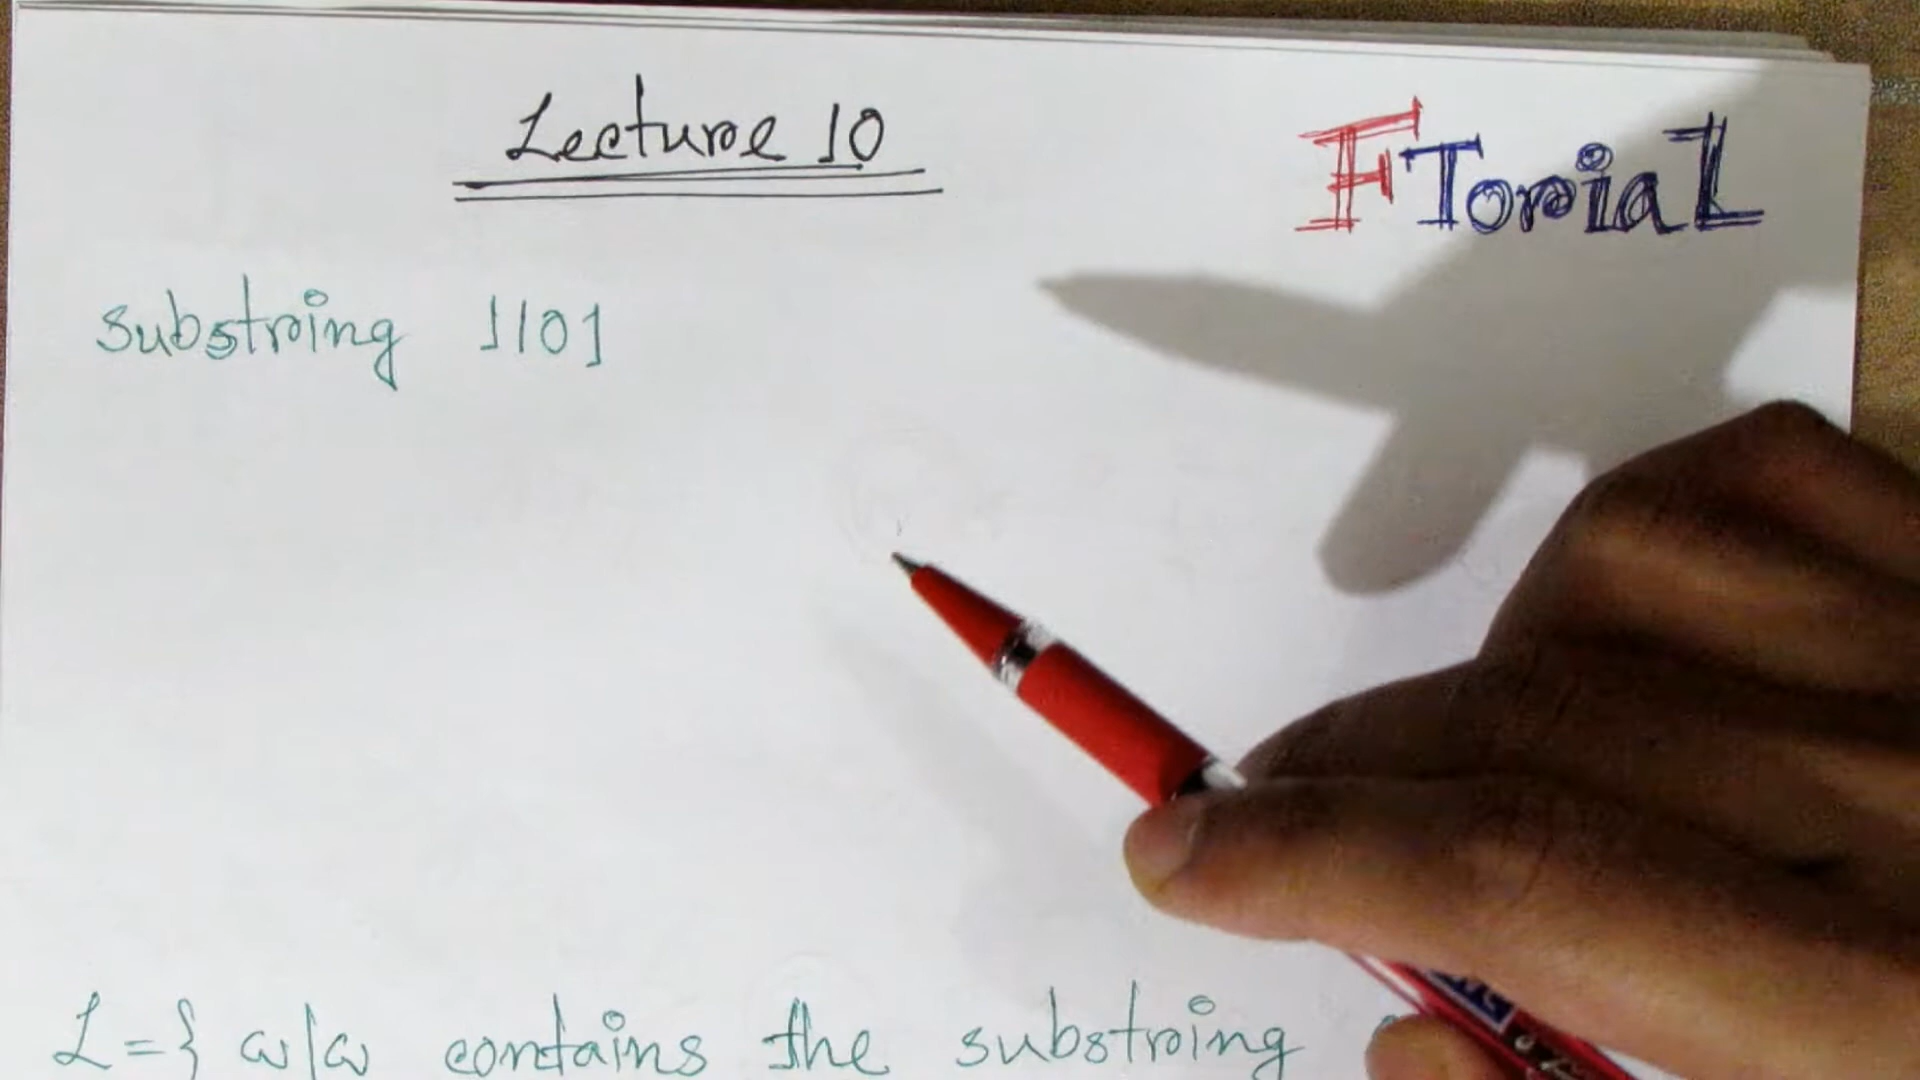 Lecture 10
FTorial
substring 1101
L = { ω/ω contains the substring